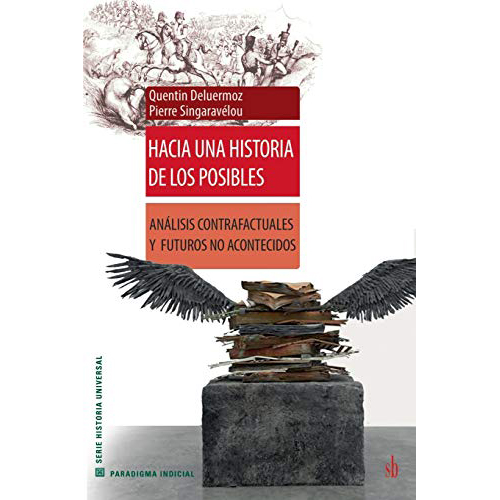 Quentin Deluermoz
Pierre Singaravélou
HACIA UNA HISTORIA
DE LOS POSIBLES
ANÁLISIS CONTRAFACTUALES
Y FUTUROS NO ACONTECIDOS
SERIE HISTORIA UNIVERSAL
PARADIGMA INDICIAL
sb